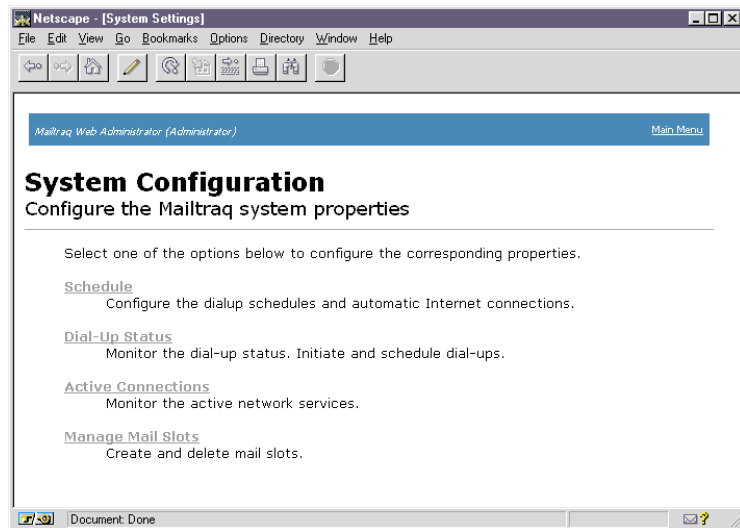 Netscape - [System Settings]
File Edit View Go Bookmarks Options Directory Window Help
Mailtraq Web Administrator (Administrator)
Main Menu
System Configuration
Configure the Mailtraq system properties
Select one of the options below to configure the corresponding properties.
Schedule
Configure the dialup schedules and automatic Internet connections.
Dial-Up Status
Monitor the dial-up status. Initiate and schedule dial-ups.
Active Connections
Monitor the active network services.
Manage Mail Slots
Create and delete mail slots.
Document: Done